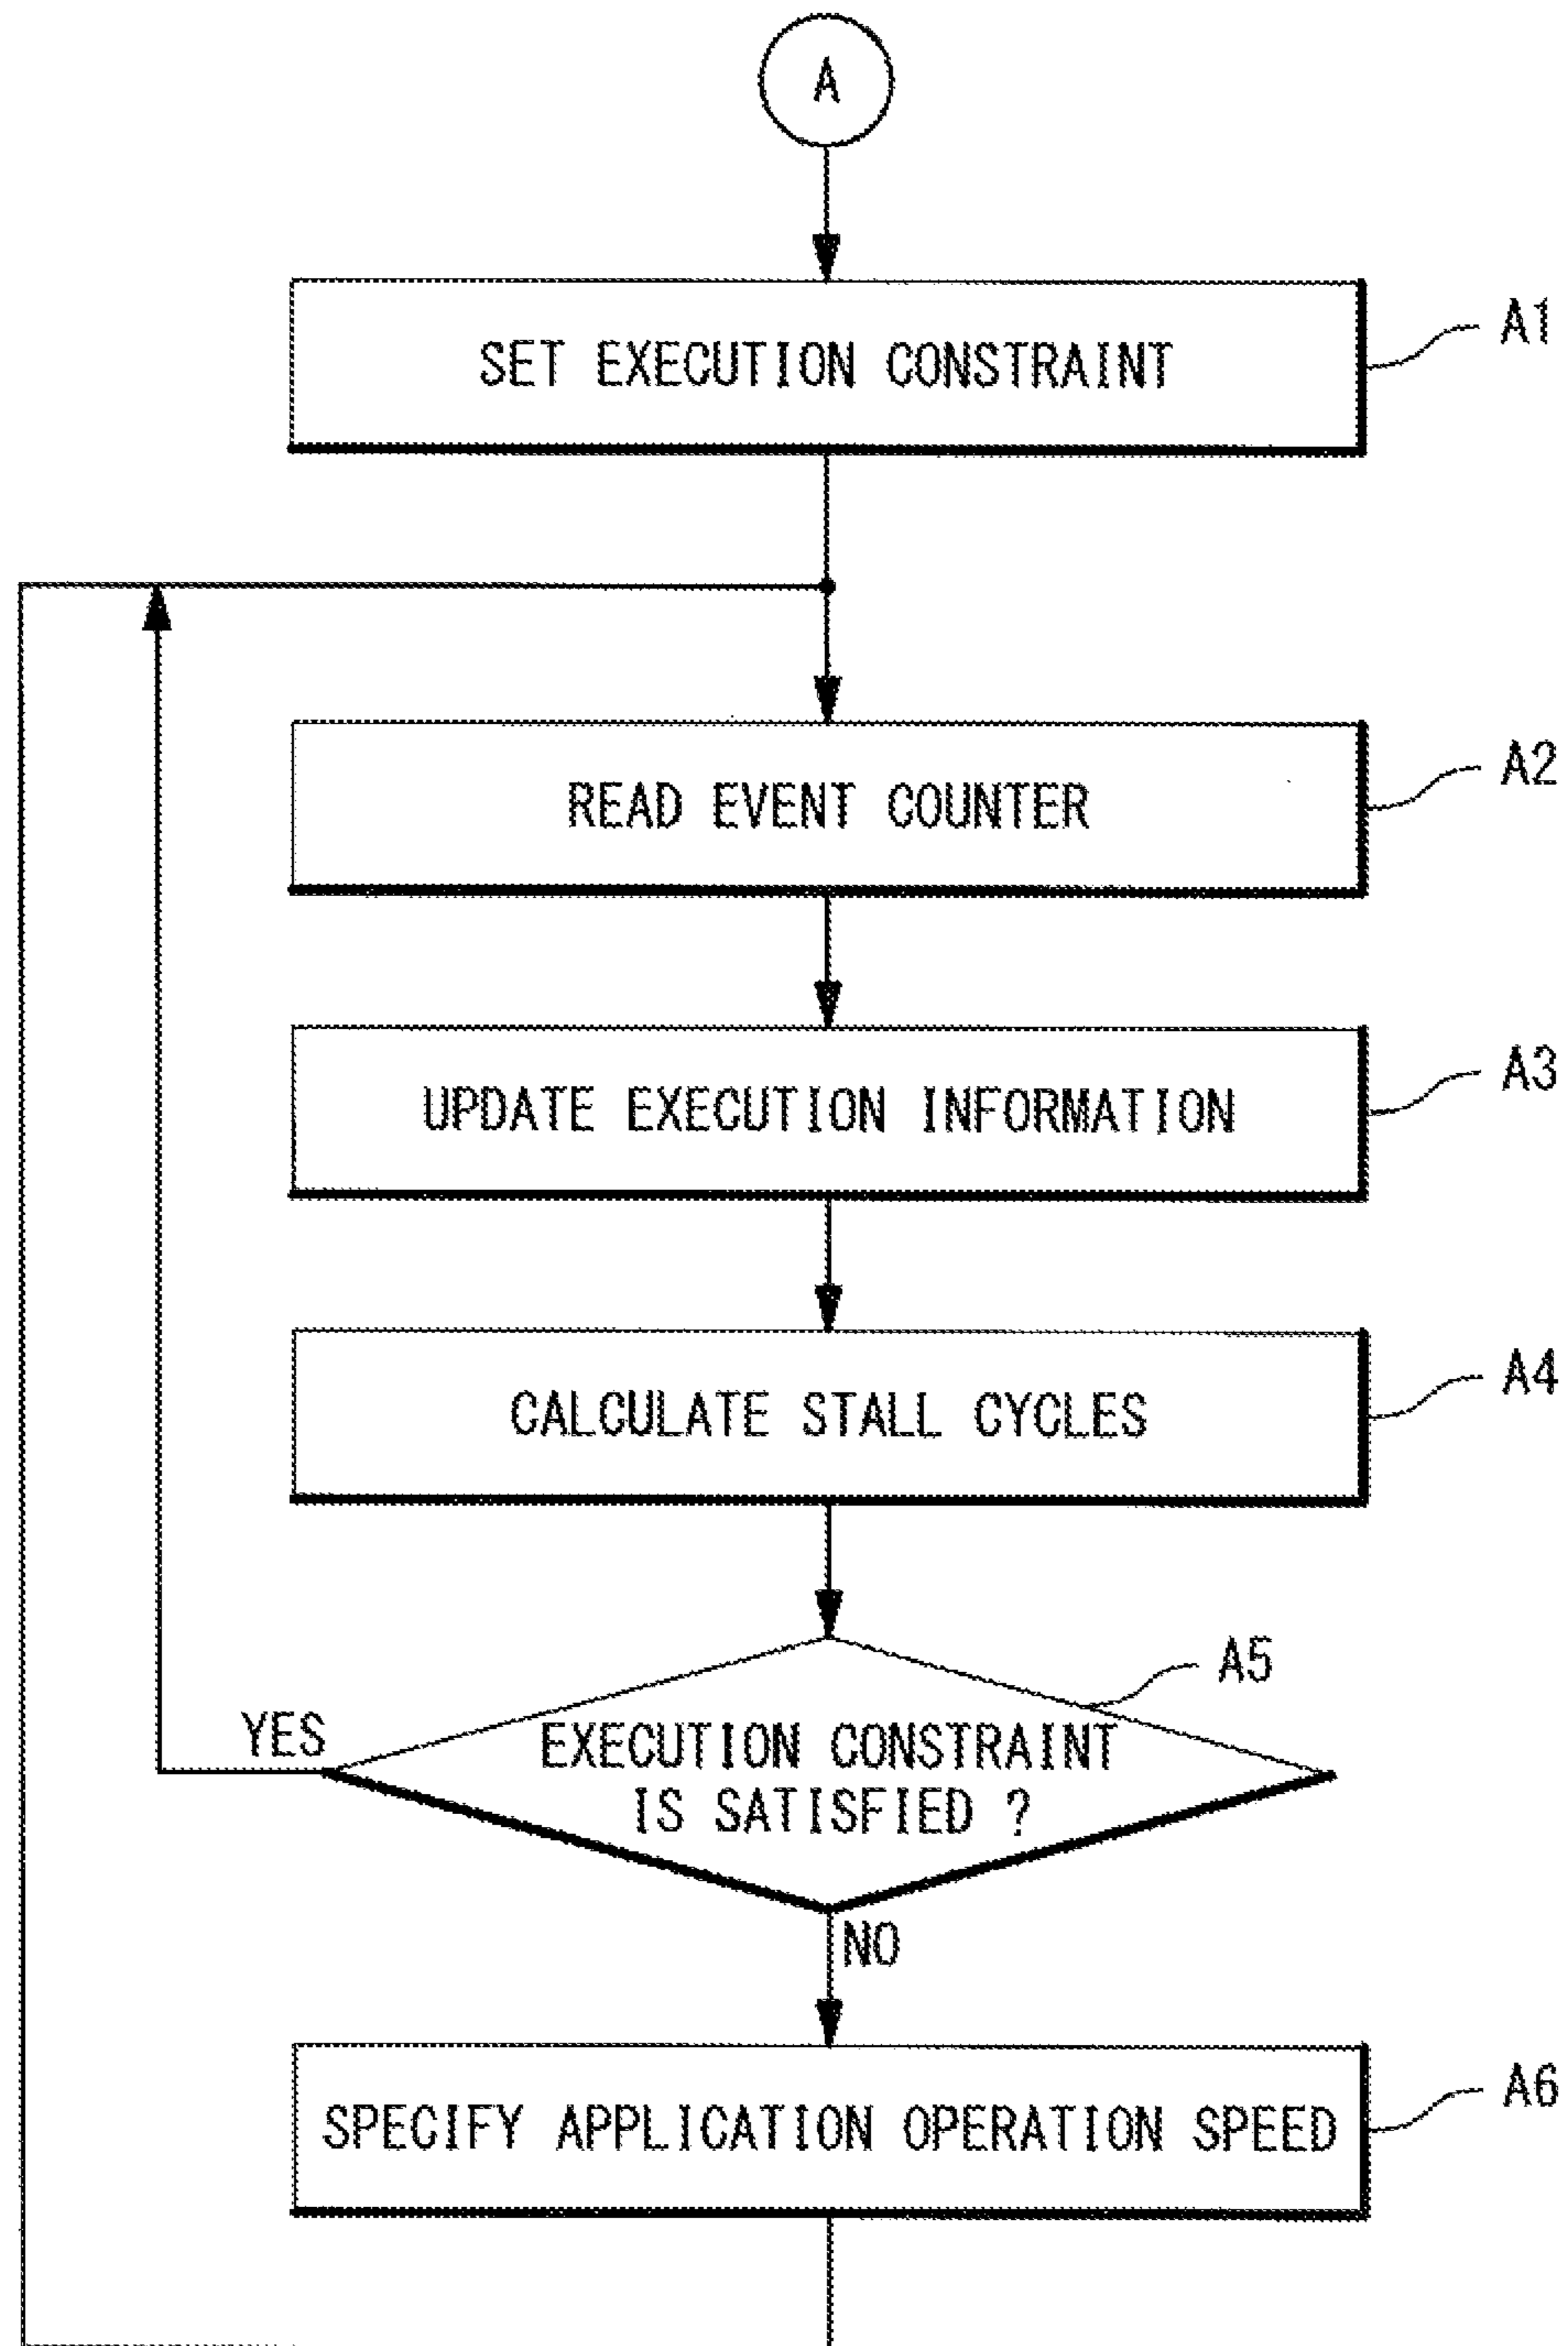 A
SET EXECUTION CONSTRAINT
A1
READ EVENT COUNTER
A2
UPDATE EXECUTION INFORMATION
A3
CALCULATE STALL CYCLES
A4
A5
YES
EXECUTION CONSTRAINT
IS SATISFIED ?
NO
SPECIFY APPLICATION OPERATION SPEED
A6